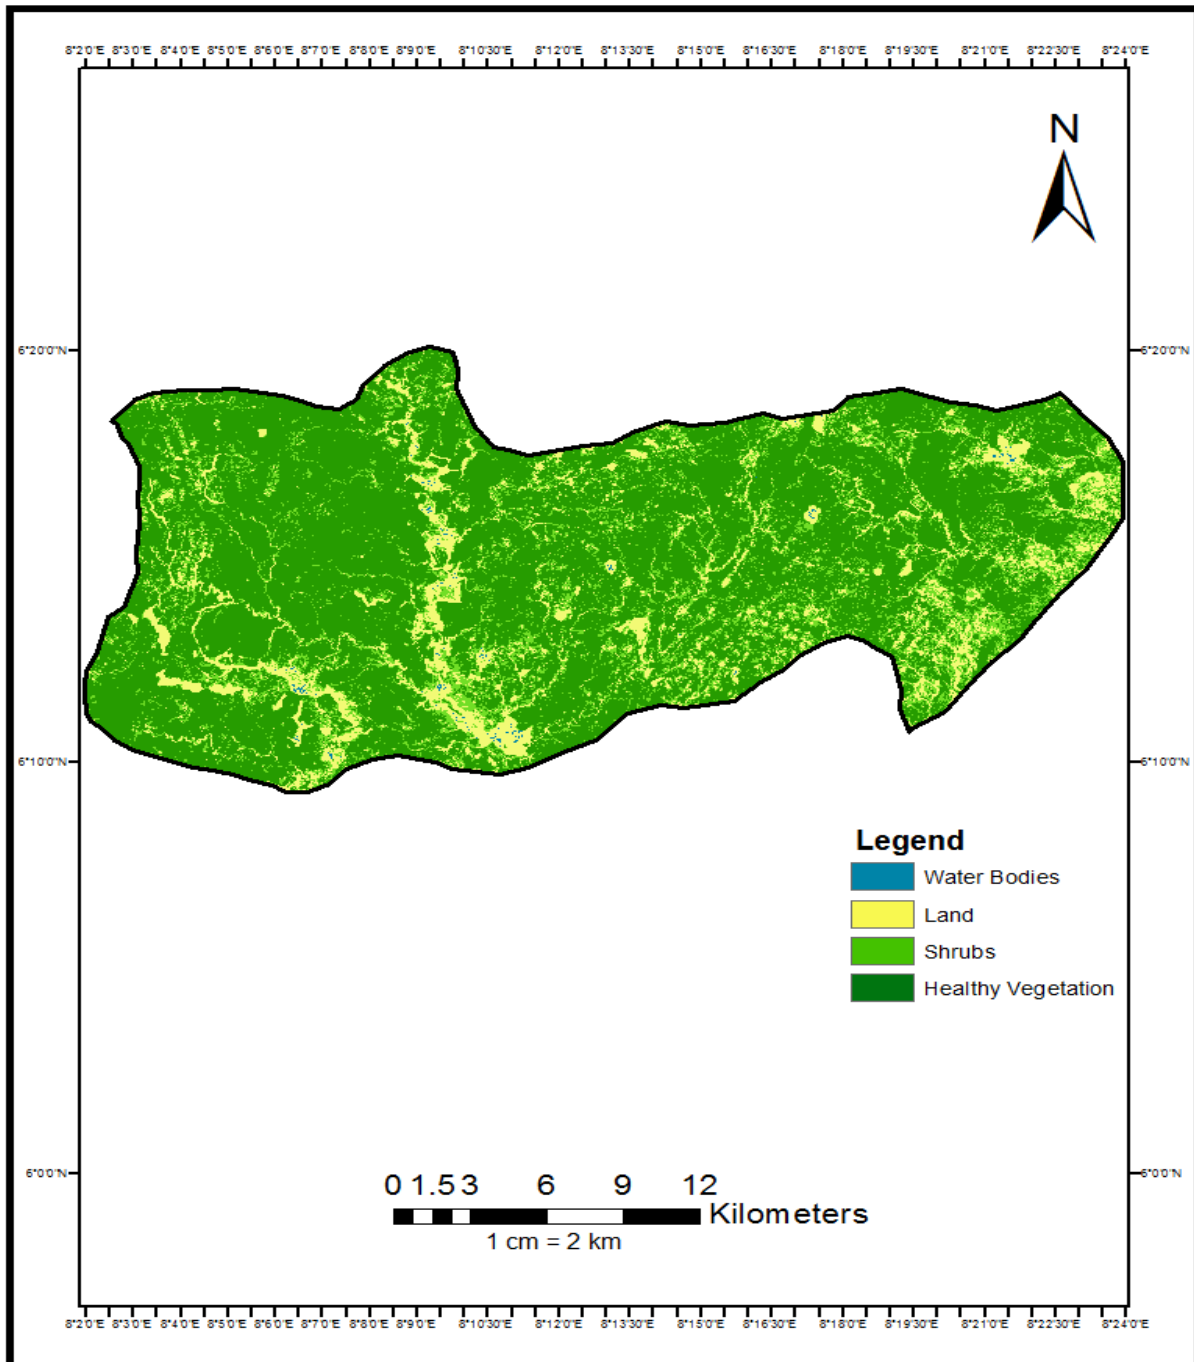 8°2'0"E 8°3'0"E 8°4'0"E 8°5'0"E 8°6'0"E 8°7'0"E 8°8'0"E 8°9'0"E 8°10'30"E 8°12'0"E 8°13'30"E 8°15'0"E 8°16'30"E 8°18'0"E 8°19'30"E 8°21'0"E 8°22'30"E 8°24'0"E
N
6°20'0"N 6°20'0"N
6°10'0"N 6°10'0"N
Legend
Water Bodies
Land
Shrubs
Healthy Vegetation
6°0'0"N 6°0'0"N
0 1.5 3 6 9 12
Kilometers
1 cm = 2 km
8°2'0"E 8°3'0"E 8°4'0"E 8°5'0"E 8°6'0"E 8°7'0"E 8°8'0"E 8°9'0"E 8°10'30"E 8°12'0"E 8°13'30"E 8°15'0"E 8°16'30"E 8°18'0"E 8°19'30"E 8°21'0"E 8°22'30"E 8°24'0"E